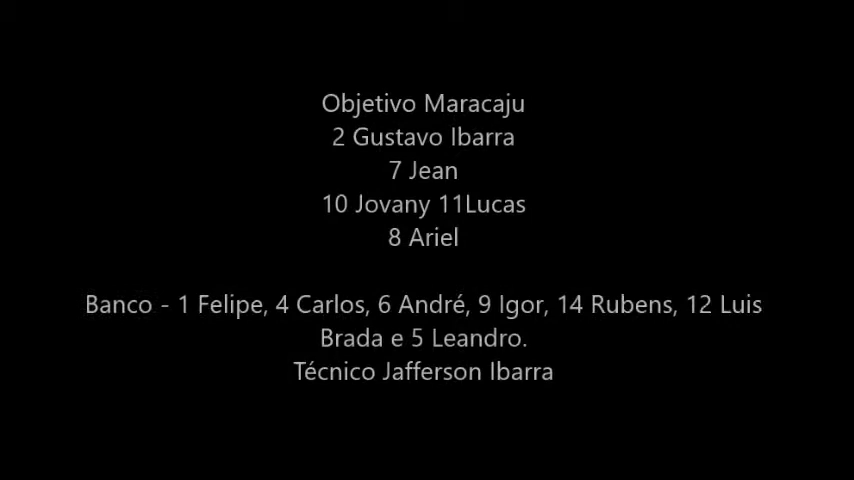 Objetivo Maracaju
2 Gustavo Ibarra
7 Jean
10 Jovany 11Lucas
8 Ariel
Banco - 1 Felipe, 4 Carlos, 6 André, 9 Igor, 14 Rubens, 12 Luis
Brada e 5 Leandro.
Técnico Jafferson Ibarra